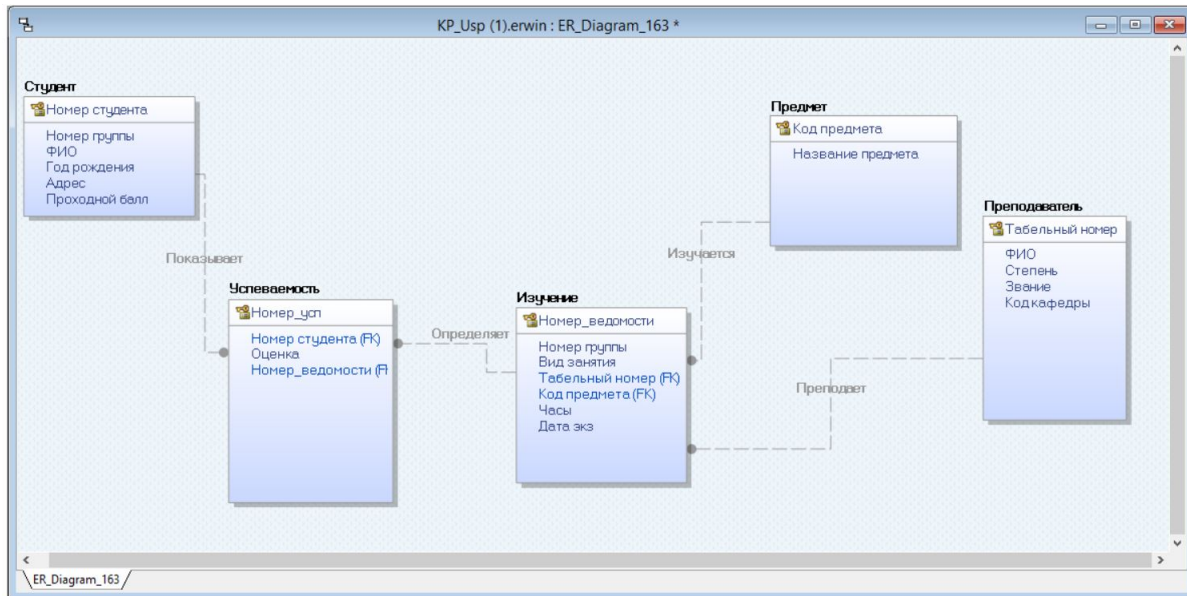 KP_Usp (1).erwin : ER_Diagram_163 *
Студент
Номер студента
Номер группы
ФИО
Год рождения
Адрес
Проходной балл
Показывает
Успеваемость
Номер_усп
Номер студента (FK)
Оценка
Номер_ведомости (F
Определяет
Изучение
Номер_ведомости
Номер группы
Вид занятия
Табельный номер (FK)
Код предмета (FK)
Часы
Дата экз
Изучается
Предмет
Код предмета
Название предмета
Преподает
Преподаватель
Табельный номер
ФИО
Степень
Звание
Код кафедры
ER_Diagram_163